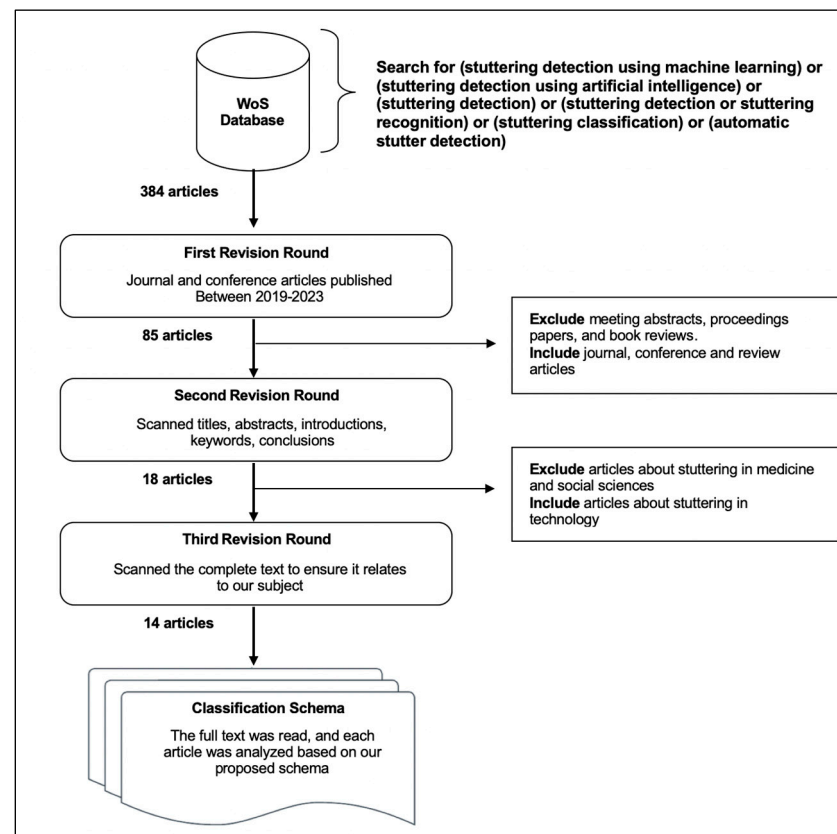 WoS
Database
Search for (stuttering detection using machine learning) or
(stuttering detection using artificial intelligence) or
(stuttering detection) or (stuttering detection or stuttering
recognition) or (stuttering classification) or (automatic
stutter detection)
384 articles
First Revision Round
Journal and conference articles published
Between 2019-2023
85 articles
Exclude meeting abstracts, proceedings
papers, and book reviews.
Include journal, conference and review
articles
Second Revision Round
Scanned titles, abstracts, introductions,
keywords, conclusions
18 articles
Exclude articles about stuttering in medicine
and social sciences
Include articles about stuttering in
technology
Third Revision Round
Scanned the complete text to ensure it relates
to our subject
14 articles
Classification Schema
The full text was read, and each
article was analyzed based on our
proposed schema